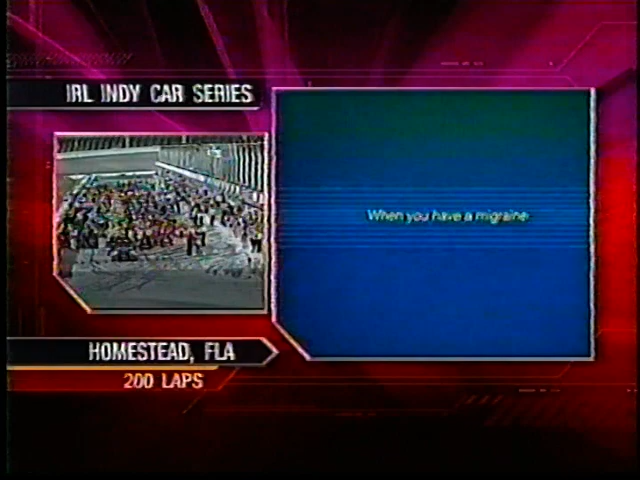 IRL INDY CAR SERIES
When you have a migraine
HOMESTEAD, FLA
200 LAPS